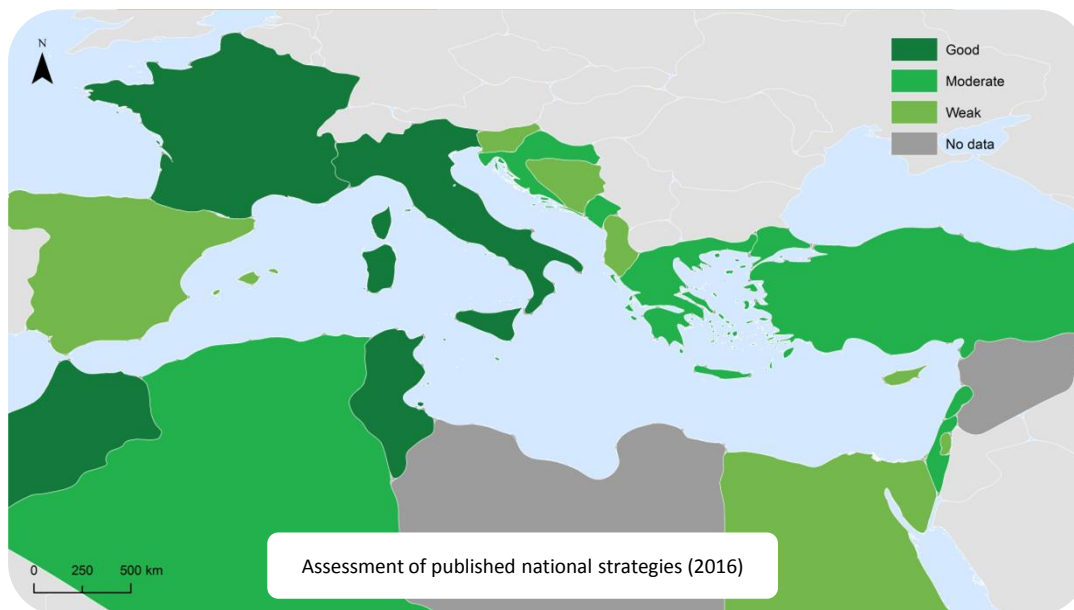 N
Good
Moderate
Weak
No data
0 250 500 km
Assessment of published national strategies (2016)